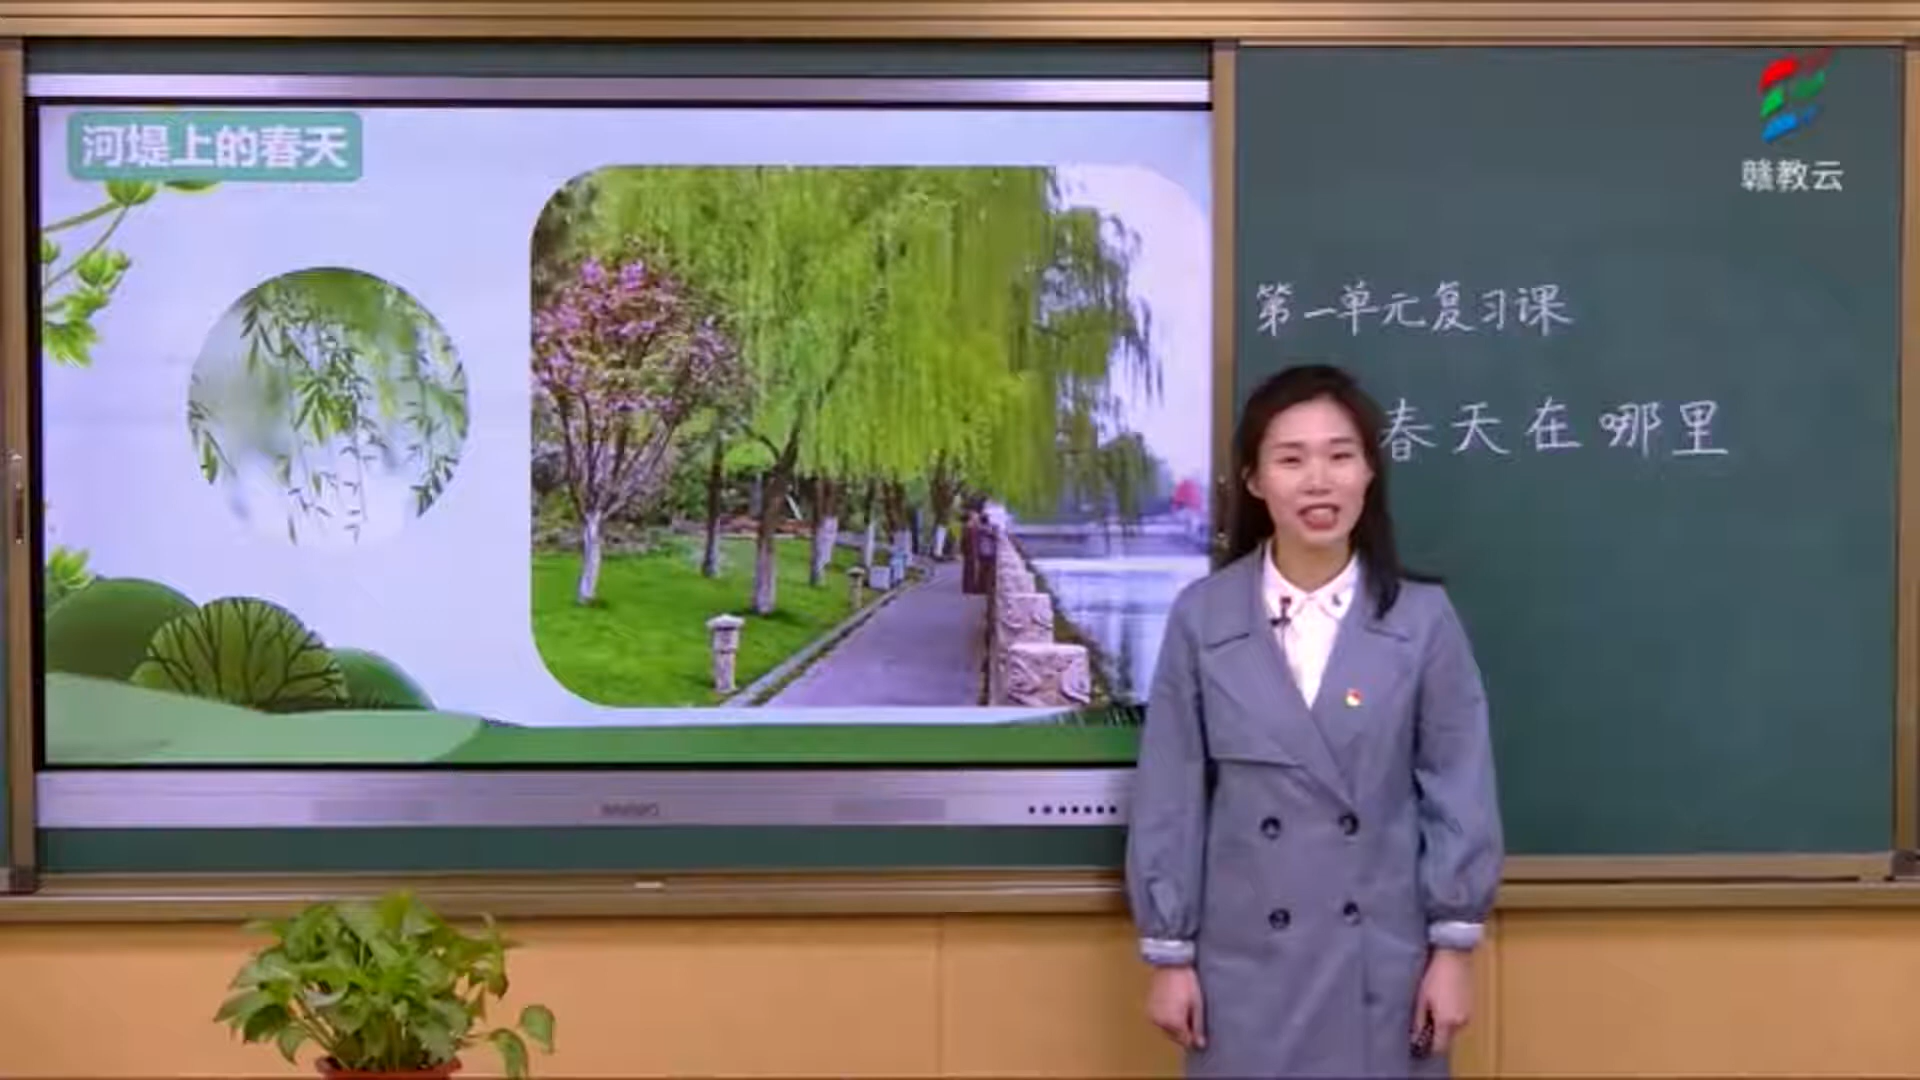 河堤上的春天
赣教云
第一单元复习课
春天在哪里